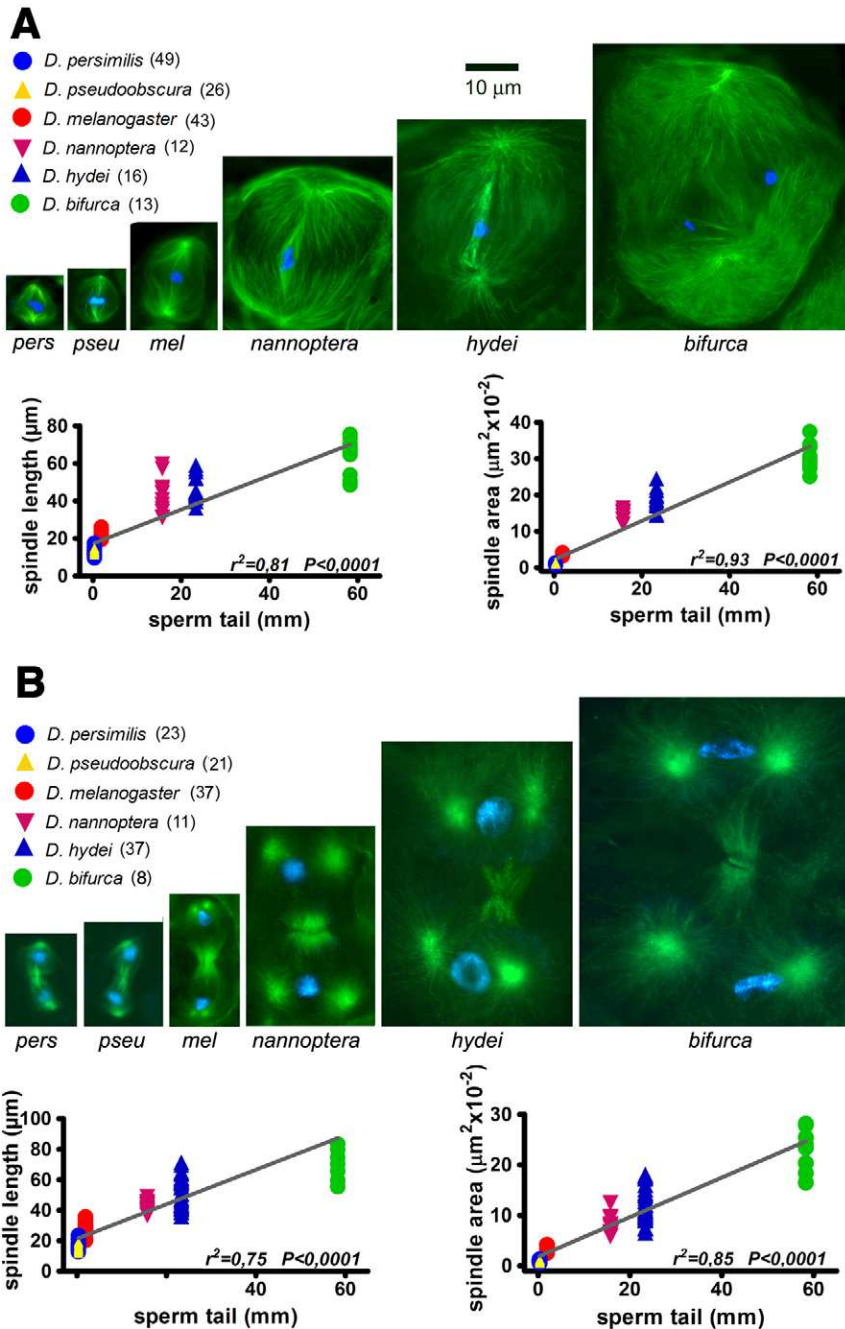 A
D. persimilis (49)
D. pseudoobscura (26)
D. melanogaster (43)
D. nannoptera (12)
D. hydei (16)
D. bifurca (13)
10 μm
pers pseu mel nannoptera hydei bifurca
spindle length (μm)
80
60
40
20
0
0 20 40 60
r²=0,81 P<0,0001
sperm tail (mm)
spindle area (μm²x10⁻²)
40
30
20
10
0
0 20 40 60
r²=0,93 P<0,0001
sperm tail (mm)
B
D. persimilis (23)
D. pseudoobscura (21)
D. melanogaster (37)
D. nannoptera (11)
D. hydei (37)
D. bifurca (8)
pers pseu mel nannoptera hydei bifurca
spindle length (μm)
100
80
60
40
20
0
40 60
r²=0,75 P<0,0001
sperm tail (mm)
spindle area (μm²x10⁻²)
30
20
10
0
0 20 40 60
r²=0,85 P<0,0001
sperm tail (mm)